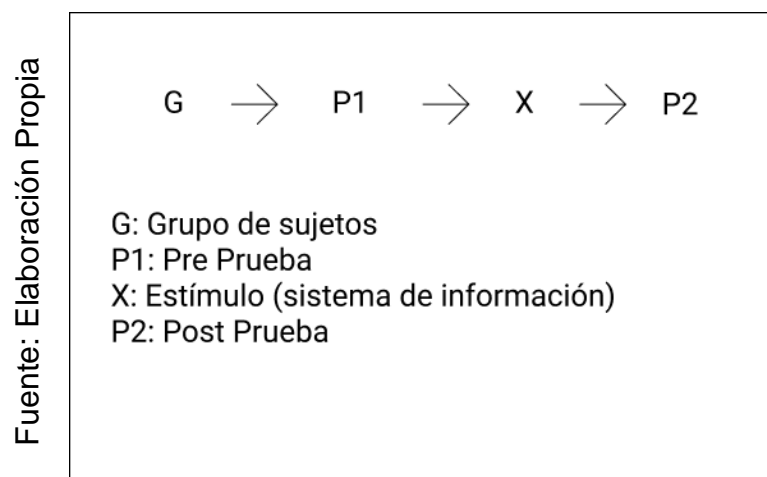 Fuente: Elaboración Propia
G → P1 → X → P2
G: Grupo de sujetos
P1: Pre Prueba
X: Estímulo (sistema de información)
P2: Post Prueba